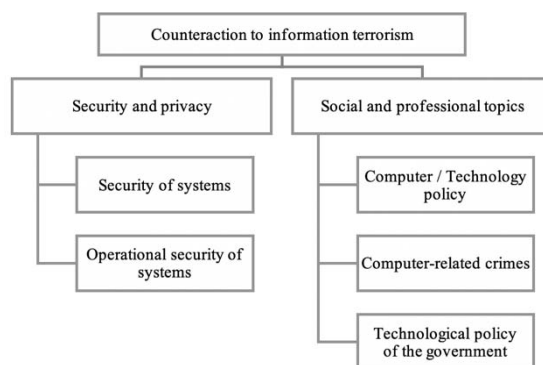 Counteraction to information terrorism
Security and privacy
Social and professional topics
Security of systems
Operational security of
systems
Computer / Technology
policy
Computer-related crimes
Technological policy
of the government